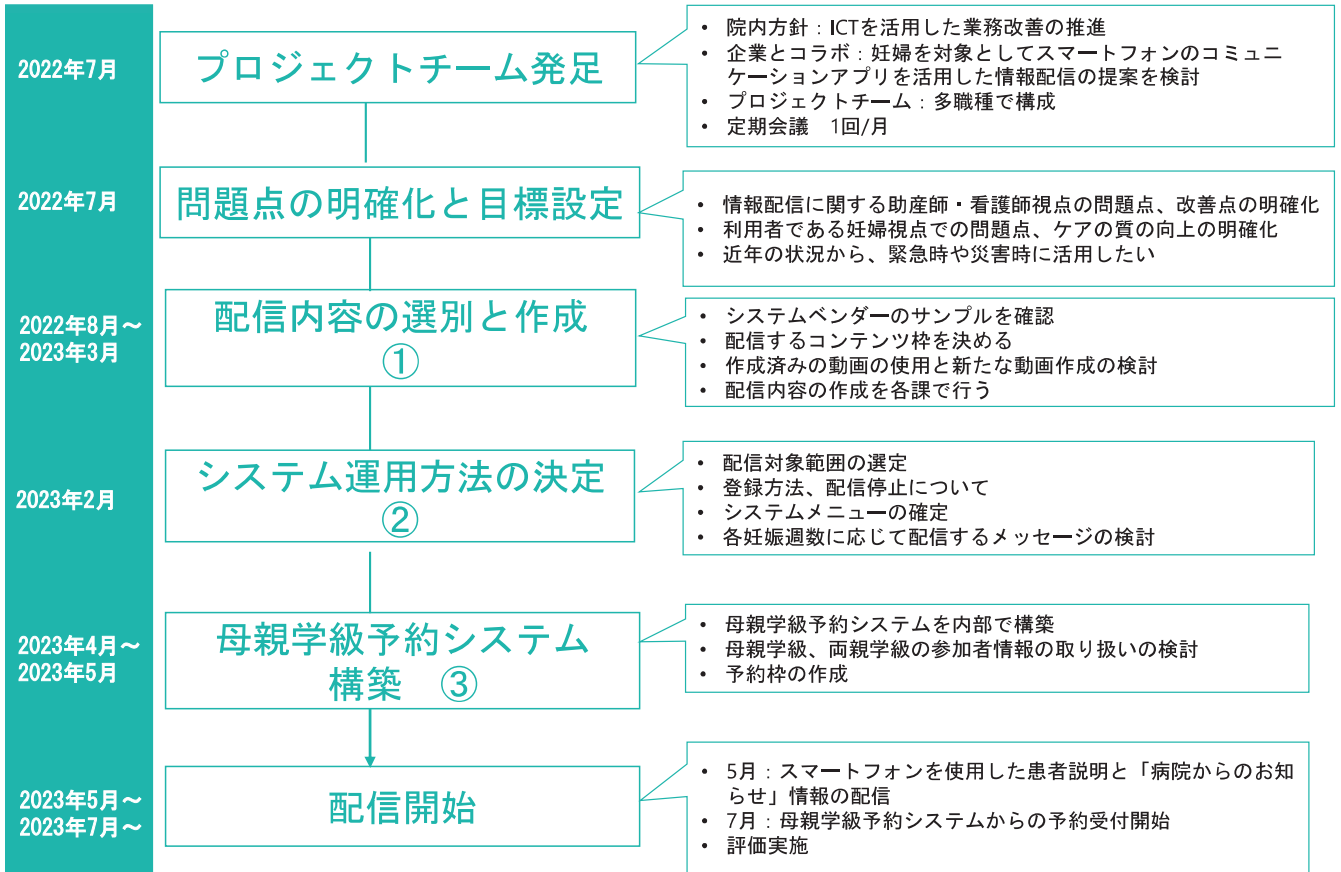 2022年7月
プロジェクトチーム発足
• 院内方針：ICTを活用した業務改善の推進
• 企業とコラボ：妊婦を対象としてスマートフォンのコミュニ
ケーションアプリを活用した情報配信の提案を検討
• プロジェクトチーム：多職種で構成
• 定期会議　1回/月
2022年7月
問題点の明確化と目標設定
• 情報配信に関する助産師・看護師視点の問題点、改善点の明確化
• 利用者である妊婦視点での問題点、ケアの質の向上の明確化
• 近年の状況から、緊急時や災害時に活用したい
2022年8月～
2023年3月
配信内容の選別と作成
①
• システムベンダーのサンプルを確認
• 配信するコンテンツ枠を決める
• 作成済みの動画の使用と新たな動画作成の検討
• 配信内容の作成を各課で行う
2023年2月
システム運用方法の決定
②
• 配信対象範囲の選定
• 登録方法、配信停止について
• システムメニューの確定
• 各妊娠週数に応じて配信するメッセージの検討
2023年4月～
2023年5月
母親学級予約システム
構築　③
• 母親学級予約システムを内部で構築
• 母親学級、両親学級の参加者情報の取り扱いの検討
• 予約枠の作成
2023年5月～
2023年7月～
配信開始
• 5月：スマートフォンを使用した患者説明と「病院からのお知
らせ」情報の配信
• 7月：母親学級予約システムからの予約受付開始
• 評価実施